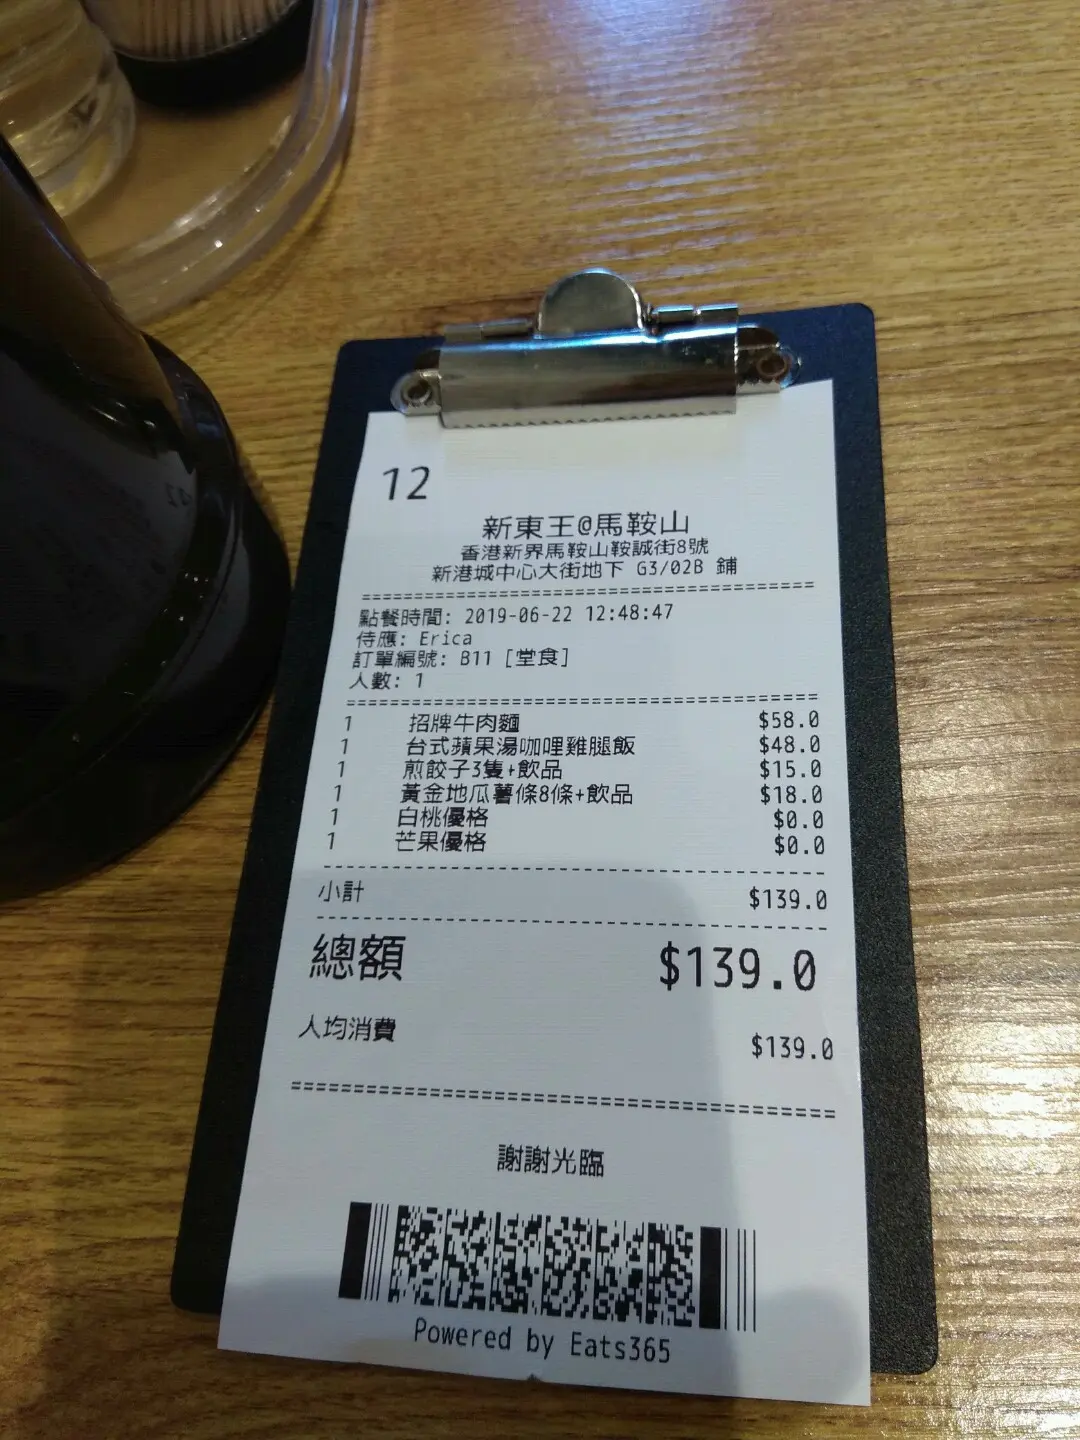 12
新東王@馬鞍山
香港新界馬鞍山鞍誠街8號
新港城中心大街地下 G3/02B 鋪
點餐時間: 2019-06-22 12:48:47
侍應: Erica
訂單編號: B11 [堂食]
人數: 1
1 招牌牛肉麵 $58.0
1 台式蘋果湯咖哩雞腿飯 $48.0
1 煎餃子3隻+飲品 $15.0
1 黃金地瓜薯條8條+飲品 $18.0
1 白桃優格 $0.0
1 芒果優格 $0.0
小計 $139.0
總額 $139.0
人均消費 $139.0
謝謝光臨
Powered by Eats365